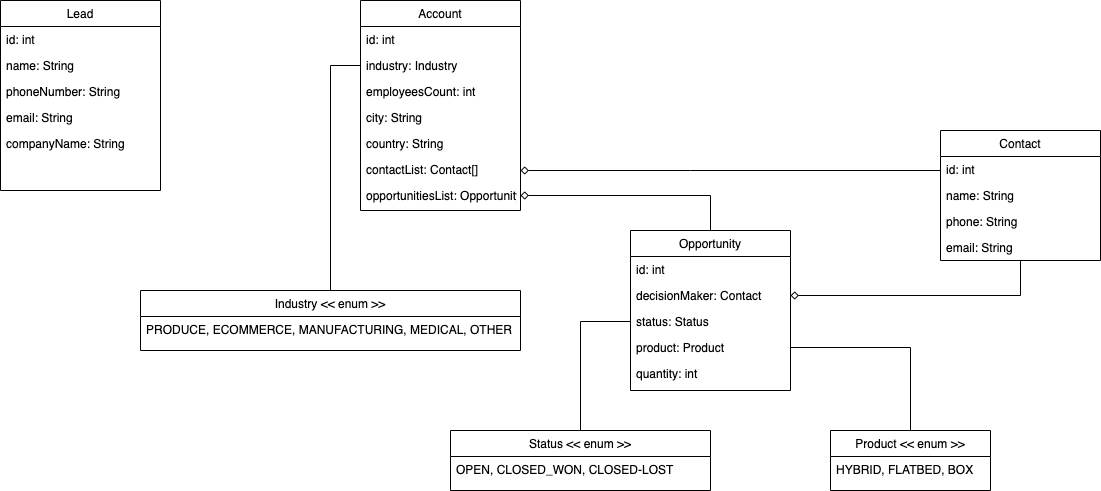 Lead
id: int
name: String
phoneNumber: String
email: String
companyName: String
Account
id: int
industry: Industry
employeesCount: int
city: String
country: String
contactList: Contact[]
opportunitiesList: Opportunit
Contact
id: int
name: String
phone: String
email: String
Opportunity
id: int
decisionMaker: Contact
status: Status
product: Product
quantity: int
Industry << enum >>
PRODUCE, ECOMMERCE, MANUFACTURING, MEDICAL, OTHER
Status << enum >>
OPEN, CLOSED_WON, CLOSED-LOST
Product << enum >>
HYBRID, FLATBED, BOX